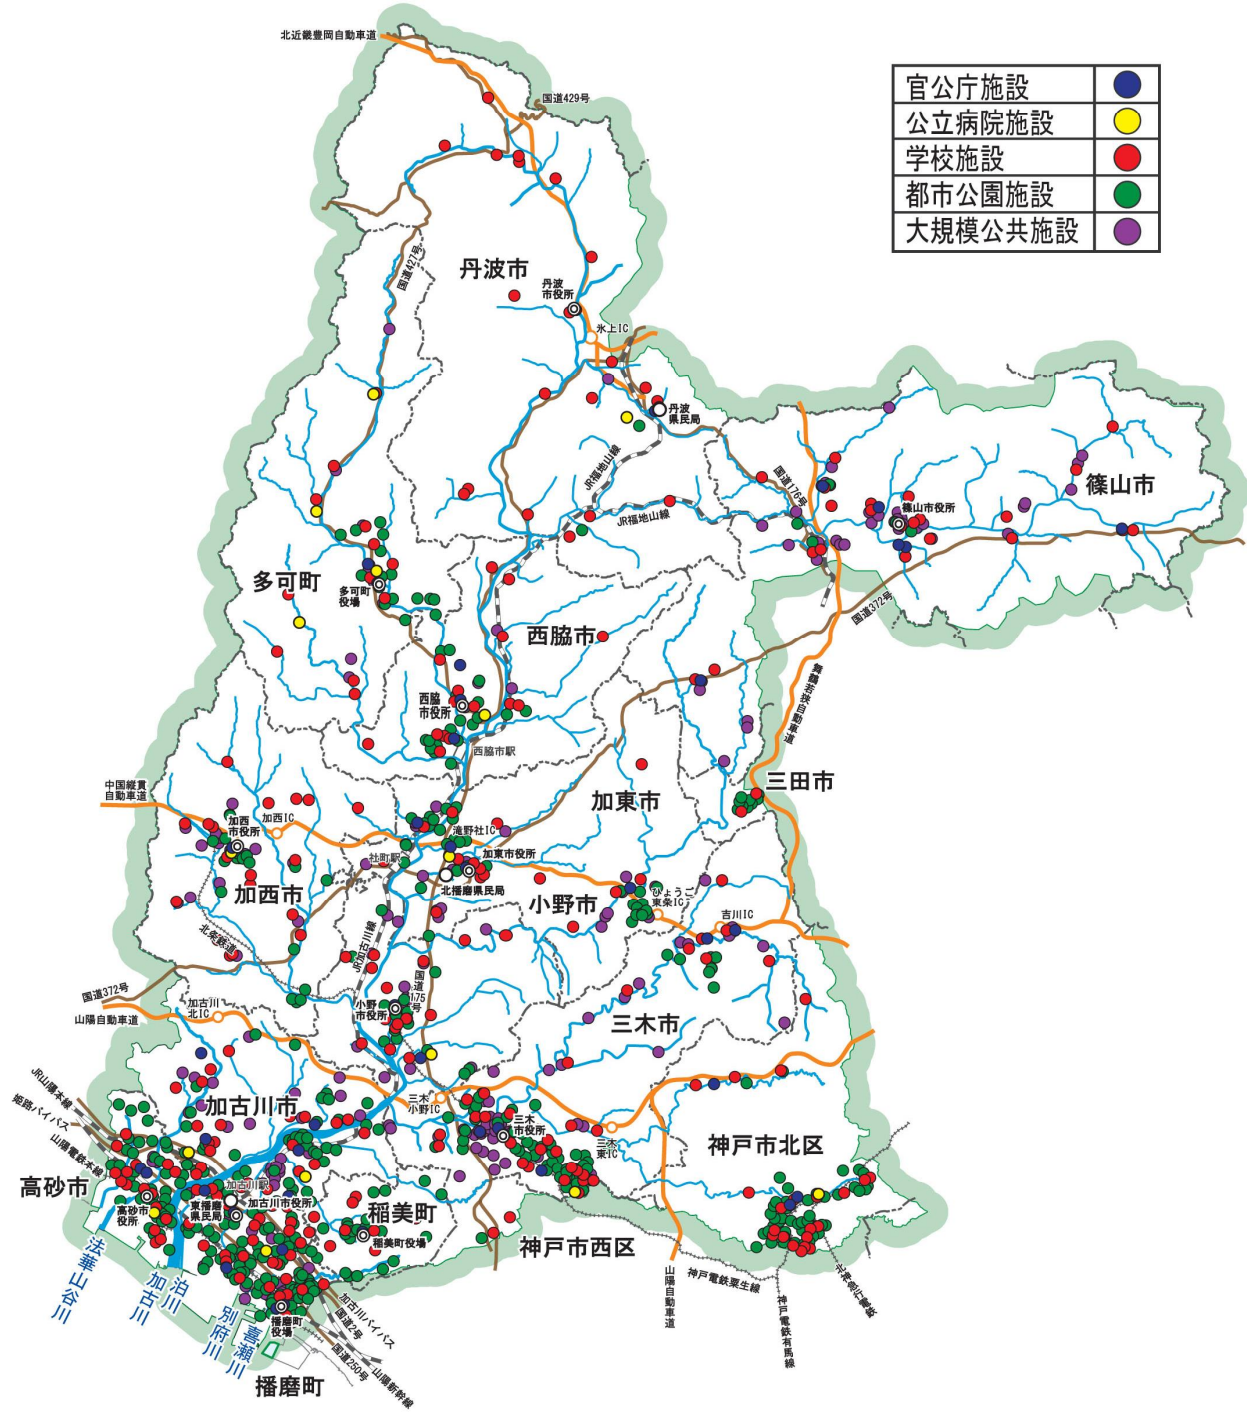 北近畿豊岡自動車道
国道429号
官公庁施設
公立病院施設
学校施設
都市公園施設
大規模公共施設
国道427号
丹波市
丹波
市役所
氷上IC
丹波
県民局
JR福地山線
JR福地山線
国道176号
篠山市
篠山市役所
国道372号
多可町
多可町
役場
西脇市
西脇
市役所
西脇市駅
舞鶴若狭自動車道
三田市
中国縦貫
自動車道
加西
市役所
加西IC
加西市
滝野社IC
社町駅
加東市
加東市役所
北播磨県民局
小野市
ひょうご
東条IC
吉川IC
北条鉄道
JR加古川線
国道175号
国道372号
山陽自動車道
加古川
北IC
小野
市役所
三木市
JR山陽本線
姫路バイパス
山陽電鉄本線
加古川市
三木
小野IC
三木
市役所
三木
東IC
神戸市北区
高砂市
高砂市
役所
加古川駅
東播磨
県民局
加古川市役所
稲美町
稲美町役場
神戸市西区
法華山谷川
加古川
泊川
別府川
喜瀬川
播磨町
役場
播磨町
加古川バイパス
国道2号
国道250号
山陽新幹線
山陽自動車道
神戸電鉄粟生線
神戸電鉄有馬線